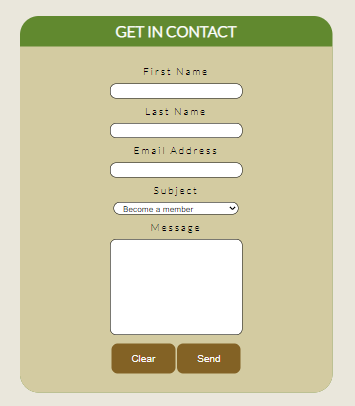 GET IN CONTACT
First Name
Last Name
Email Address
Subject
Become a member
Message
Clear Send